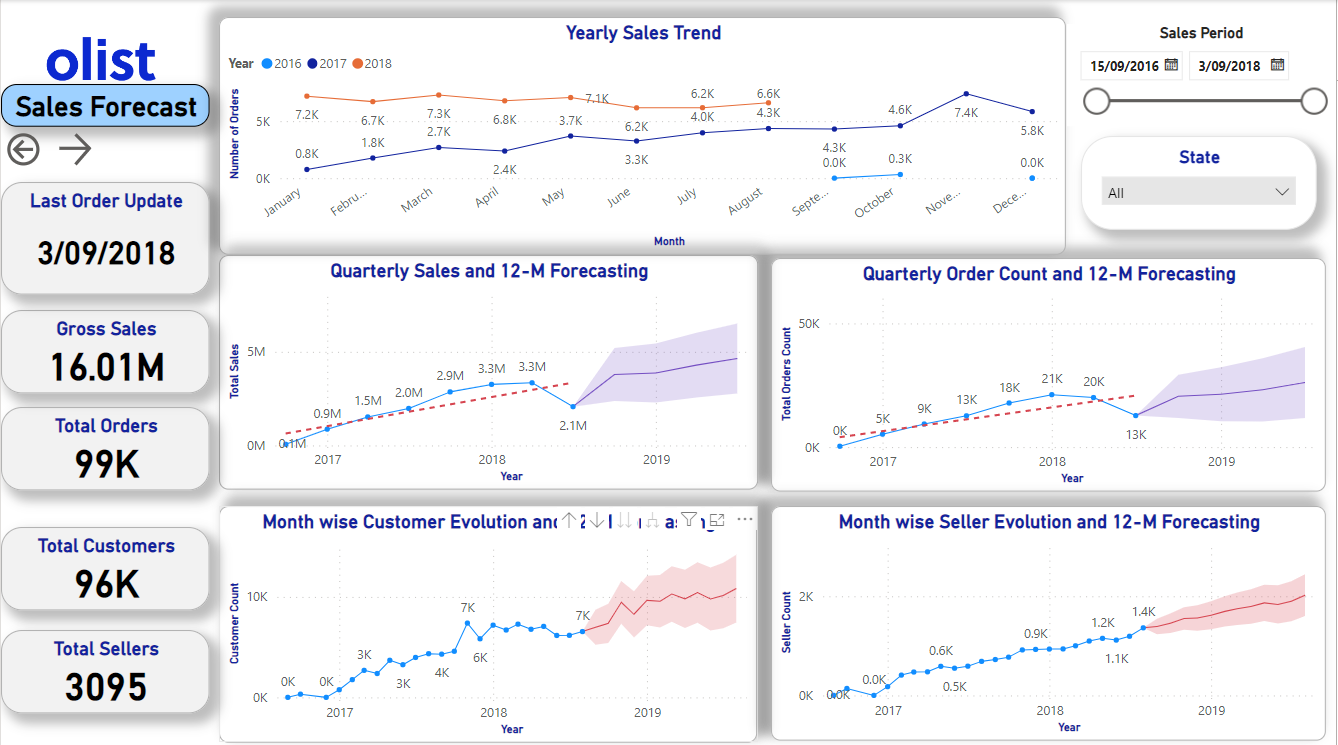 olist
Sales Forecast
Last Order Update
3/09/2018
Gross Sales
16.01M
Total Orders
99K
Total Customers
96K
Total Sellers
3095
Yearly Sales Trend
Year 2016 2017 2018
Number of Orders
5K
0K
7.2K 6.7K 7.3K 6.8K 7.1K 6.2K 6.2K 6.6K
0.8K 1.8K 2.7K 2.4K 3.7K 3.3K 4.0K 4.3K 4.3K 4.6K 7.4K 5.8K
0.0K 0.3K 0.0K
January Febru... March April May June July August Septe... October Nove... Dece...
Month
Sales Period
15/09/2016 3/09/2018
State
All
Quarterly Sales and 12-M Forecasting
Total Sales
5M
0M
0.1M 0.9M 1.5M 2.0M 2.9M 3.3M 3.3M 2.1M
2017 2018 2019
Year
Quarterly Order Count and 12-M Forecasting
Total Orders Count
50K
0K
0K 5K 9K 13K 18K 21K 20K 13K
2017 2018 2019
Year
Month wise Customer Evolution and
Customer Count
10K
0K
0K 0K 3K 3K 4K 7K 6K 7K
2017 2018 2019
Year
Month wise Seller Evolution and 12-M Forecasting
Seller Count
2K
0K
0.0K 0.0K 0.6K 0.5K 0.9K 1.2K 1.1K 1.4K
2017 2018 2019
Year